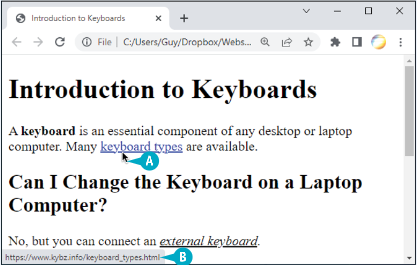 Introduction to Keyboards
C:/Users/Guy/Dropbox/Webs...
Introduction to Keyboards
A keyboard is an essential component of any desktop or laptop
computer. Many keyboard types are available.
A
Can I Change the Keyboard on a Laptop
Computer?
No, but you can connect an external keyboard.
https://www.kybz.info/keyboard_types.html
B